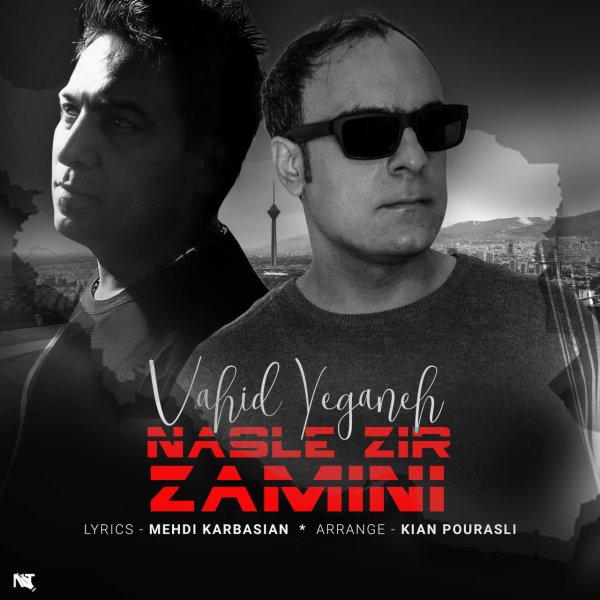 Vahid Yeganeh
NASLE ZIR
ZAMINI
LYRICS - MEHDI KARBASIAN * ARRANGE - KIAN POURASLI